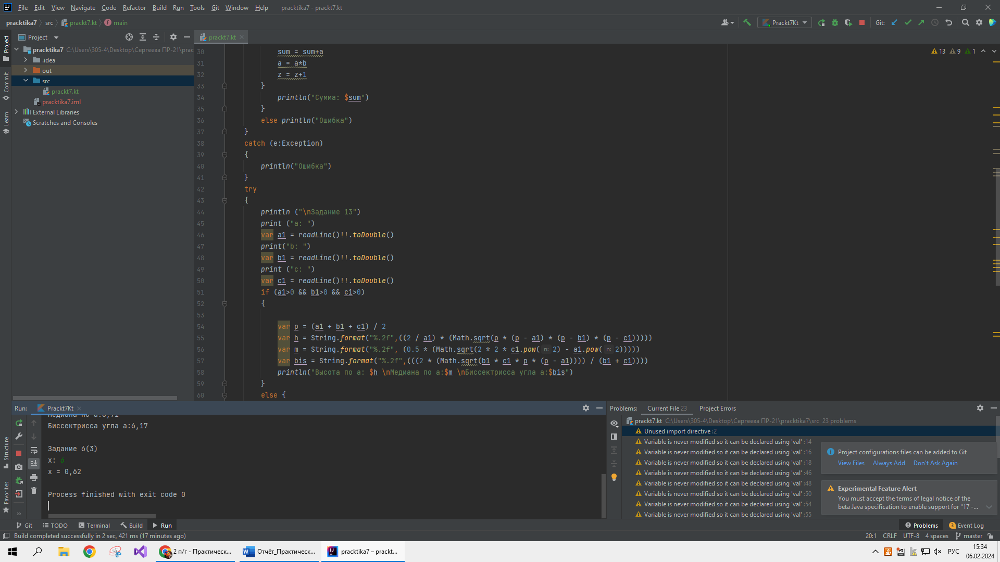 File Edit View Navigate Code Refactor Build Run Tools Git Window Help pracktika7 - prackt7.kt
pracktika7 src prackt7.kt main
Prackt7Kt Git:
Project
prackt7.kt
pracktika7 C:\Users\305-4\Desktop\Сергеева ПР-21\prac
.idea
out
src
prackt7.kt
pracktika7.iml
External Libraries
Scratches and Consoles
Project
Commit
Learn
Structure
Favorites
13 9 1
30 sum = sum+a
31 a = a*b
32 z = z+1
33 }
34 println("Сумма: $sum")
35 }
36 else println("Ошибка")
37 }
38 catch (e:Exception)
39 {
40 println("Ошибка")
41 }
42 try
43 {
44 println ("\nЗадание 13")
45 print ("a: ")
46 var a1 = readLine()!!.toDouble()
47 print("b: ")
48 var b1 = readLine()!!.toDouble()
49 print ("c: ")
50 var c1 = readLine()!!.toDouble()
51 if (a1>0 && b1>0 && c1>0)
52 {
53
54 var p = (a1 + b1 + c1) / 2
55 var h = String.format("%.2f",((2 / a1) * (Math.sqrt(p * (p - a1) * (p - b1) * (p - c1)))))
56 var m = String.format("%.2f", (0.5 * (Math.sqrt(2 * 2 * c1.pow( n: 2) - a1.pow( n: 2)))))
57 var bis = String.format("%.2f",(((2 * (Math.sqrt(b1 * c1 * p * (p - a1)))) / (b1 + c1))))
58 println("Высота по a: $h \nМедиана по a:$m \nБиссектрисса угла a:$bis")
59 }
60 else {
Run: Prackt7Kt
Биссектрисса угла a:6,17
Задание 6(3)
x: 6
x = 0,62
Process finished with exit code 0
Problems: Current File 23 Project Errors
prackt7.kt C:\Users\305-4\Desktop\Сергеева ПР-21\pracktika7\src 23 problems
Unused import directive :2
Variable is never modified so it can be declared using 'val' :14
Variable is never modified so it can be declared using 'val' :16
Variable is never modified so it can be declared using 'val' :18
Variable is never modified so it can be declared using 'val' :46
Variable is never modified so it can be declared using 'val' :48
Variable is never modified so it can be declared using 'val' :50
Variable is never modified so it can be declared using 'val' :54
Variable is never modified so it can be declared using 'val' :55
Project configurations files can be added to Git
View Files Always Add Don't Ask Again
Experimental Feature Alert
You must accept the terms of legal notice of the
beta Java specification to enable support for "17 -...
Git TODO Terminal Build Run Problems 3 Event Log
Build completed successfully in 2 sec, 421 ms (17 minutes ago) 20:1 CRLF UTF-8 4 spaces master
2 п/г - Практическ... Отчёт_Практическ... pracktika7 – prackt... РУС 15:34
06.02.2024